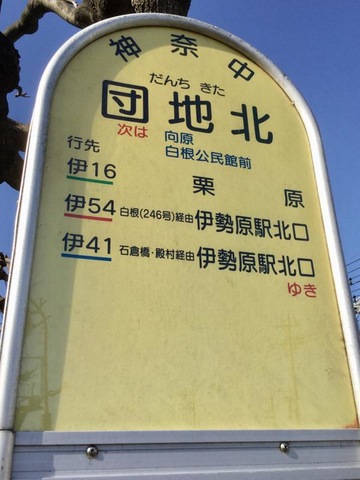 神奈中
だんち きた
団地北
次は 向原
白根公民館前
行先
伊16 栗原
伊54 白根(246号)経由 伊勢原駅北口
伊41 石倉橋・殿村経由 伊勢原駅北口
ゆき